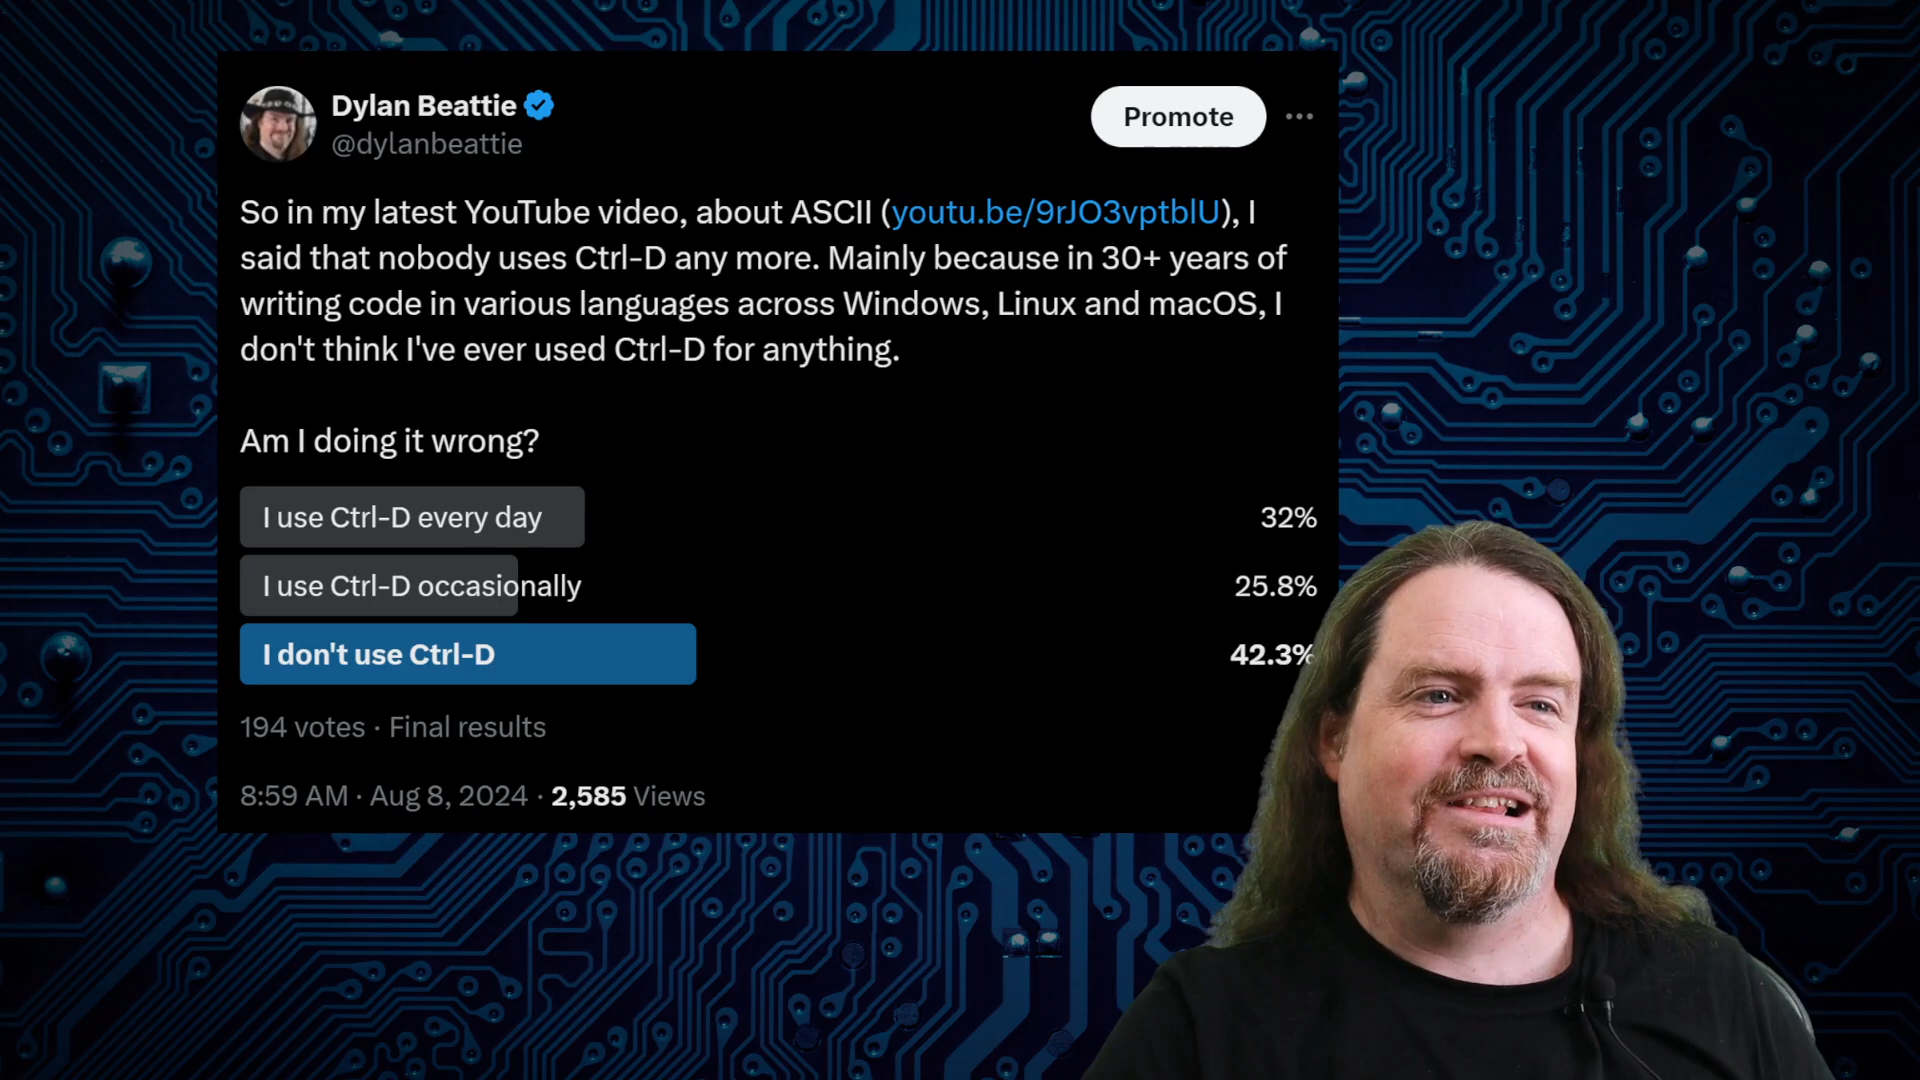 Dylan Beattie
@dylanbeattie
Promote
So in my latest YouTube video, about ASCII (youtu.be/9rJO3vptblU), I
said that nobody uses Ctrl-D any more. Mainly because in 30+ years of
writing code in various languages across Windows, Linux and macOS, I
don't think I've ever used Ctrl-D for anything.
Am I doing it wrong?
I use Ctrl-D every day 32%
I use Ctrl-D occasionally 25.8%
I don't use Ctrl-D 42.3%
194 votes · Final results
8:59 AM · Aug 8, 2024 · 2,585 Views